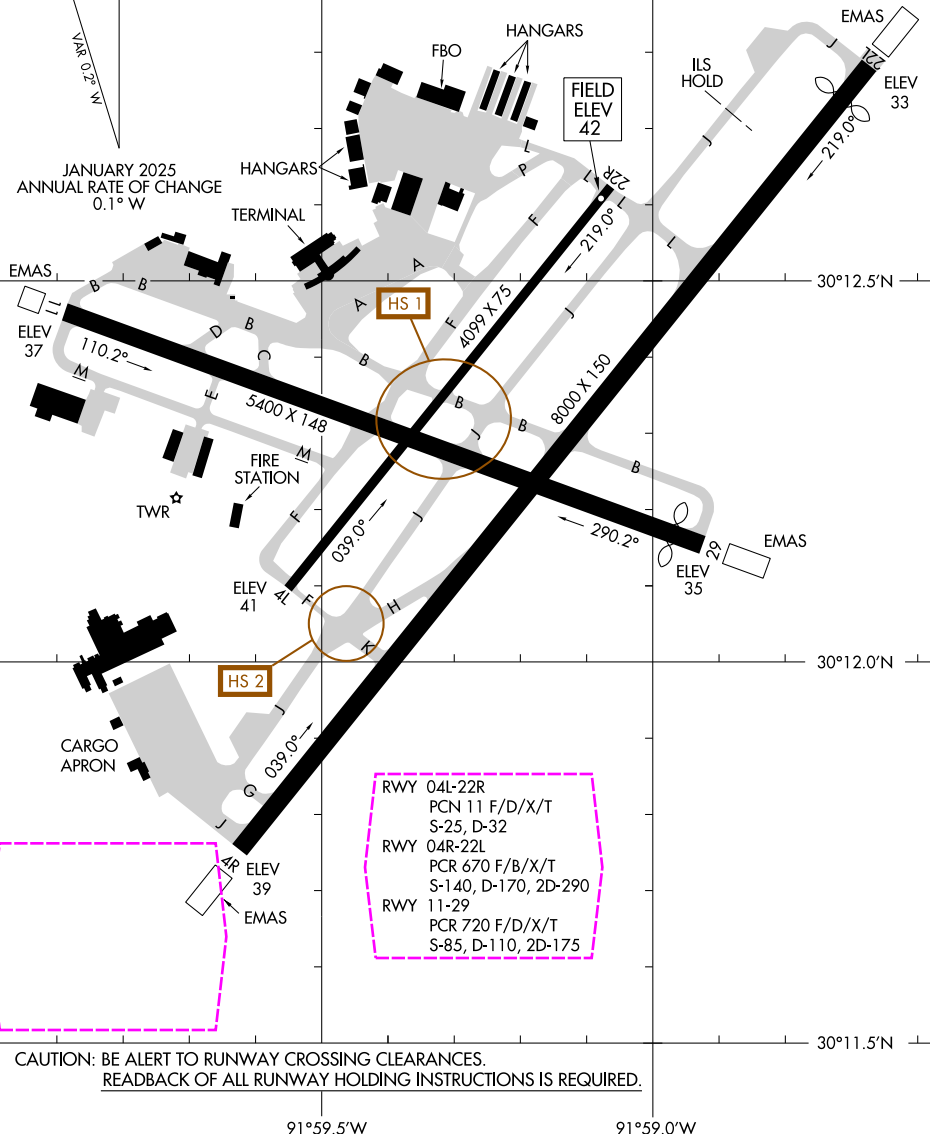 EMAS
J
22L
HANGARS
FBO
ILS
HOLD
VAR 0.2° W
FIELD
ELEV
42
ELEV
33
219.0°
J
L
P
JANUARY 2025
ANNUAL RATE OF CHANGE
0.1° W
HANGARS
L
22R
L
TERMINAL
F
219.0°
L
A
EMAS
B
B
30°12.5'N
11
A
HS 1
J
ELEV
37
D
B
F
4099 X 75
110.2°
C
B
M
E
5400 X 148
B
8000 X 150
B
J
M
B
FIRE
STATION
TWR
F
039.0°
J
290.2°
29
EMAS
ELEV
35
ELEV
41
4L
F
H
K
30°12.0'N
HS 2
J
CARGO
APRON
039.0°
G
J
4R
ELEV
39
EMAS
RWY 04L-22R
PCN 11 F/D/X/T
S-25, D-32
RWY 04R-22L
PCR 670 F/B/X/T
S-140, D-170, 2D-290
RWY 11-29
PCR 720 F/D/X/T
S-85, D-110, 2D-175
30°11.5'N
CAUTION: BE ALERT TO RUNWAY CROSSING CLEARANCES.
READBACK OF ALL RUNWAY HOLDING INSTRUCTIONS IS REQUIRED.
91°59.5'W
91°59.0'W